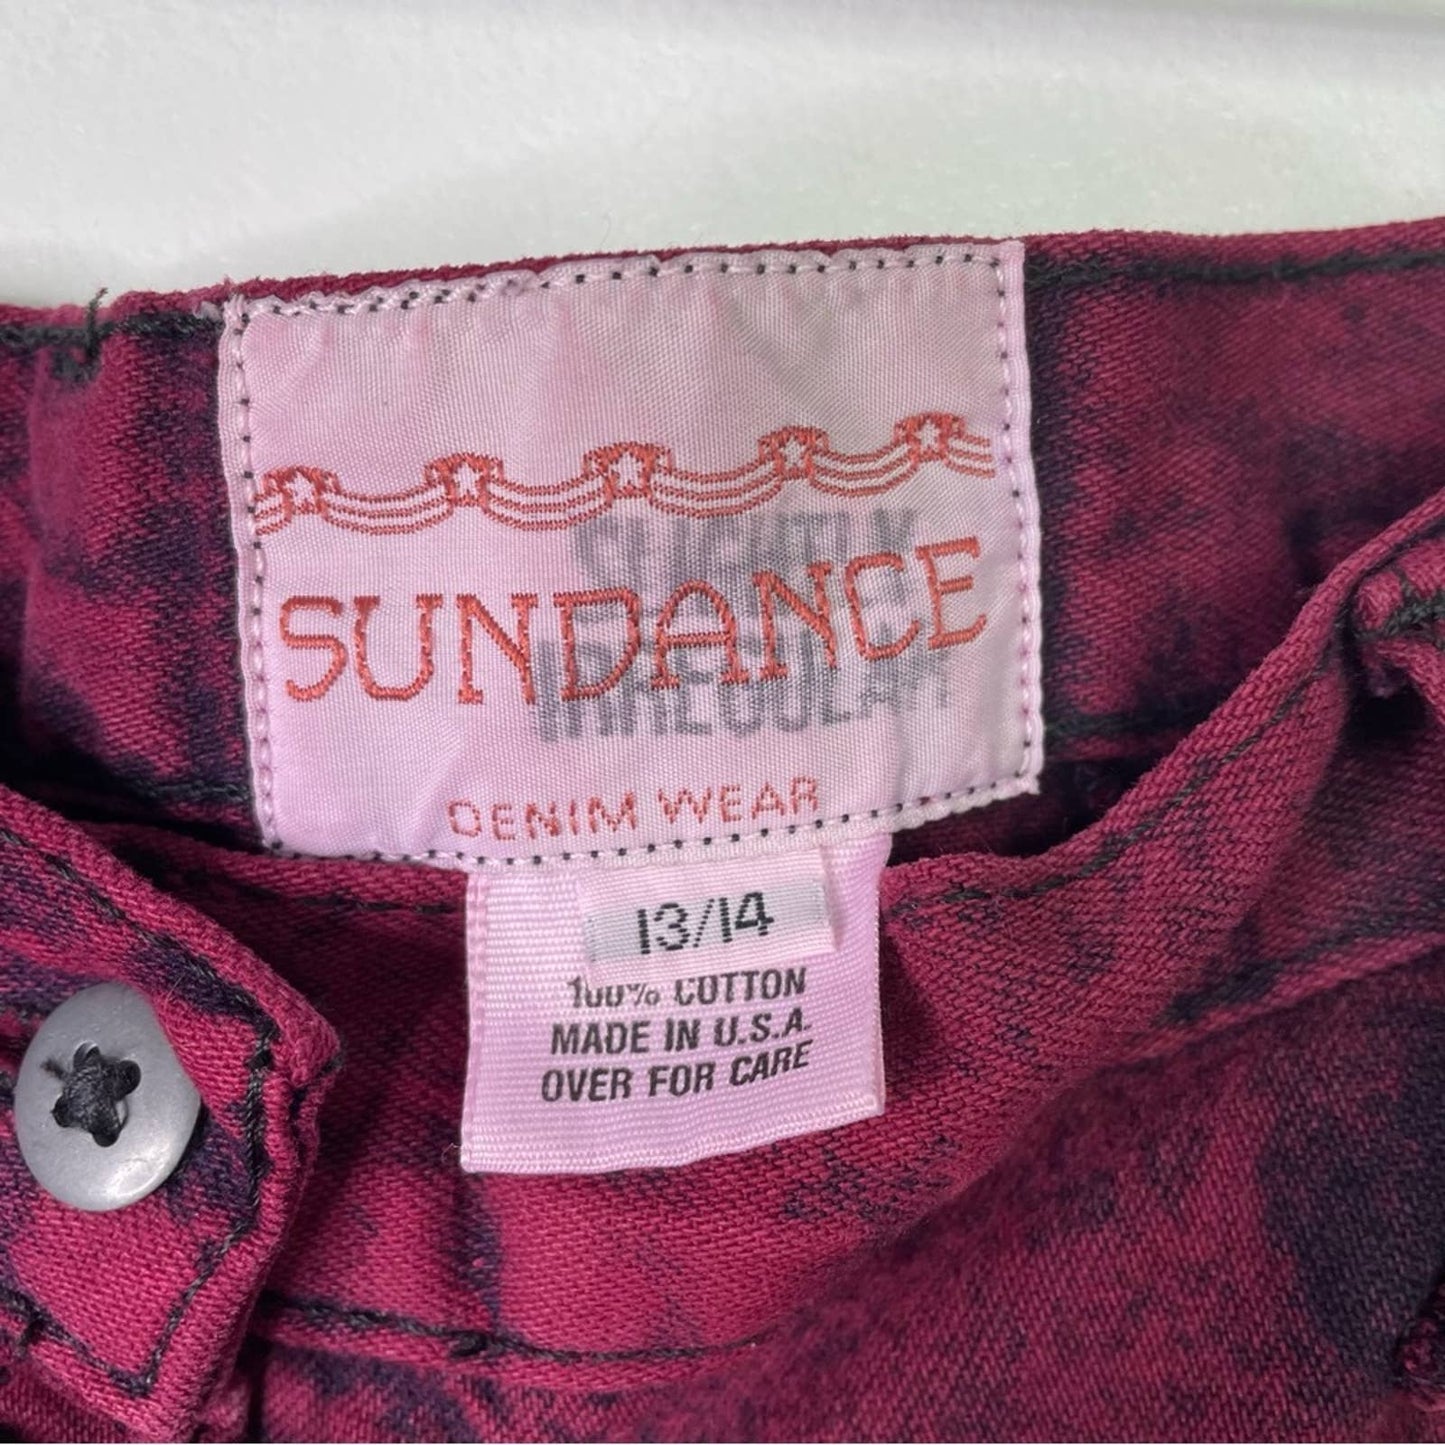 SLIGHTLY
SUNDANCE
IRREGULAR
DENIM WEAR
13/14
100% COTTON
MADE IN U.S.A.
OVER FOR CARE